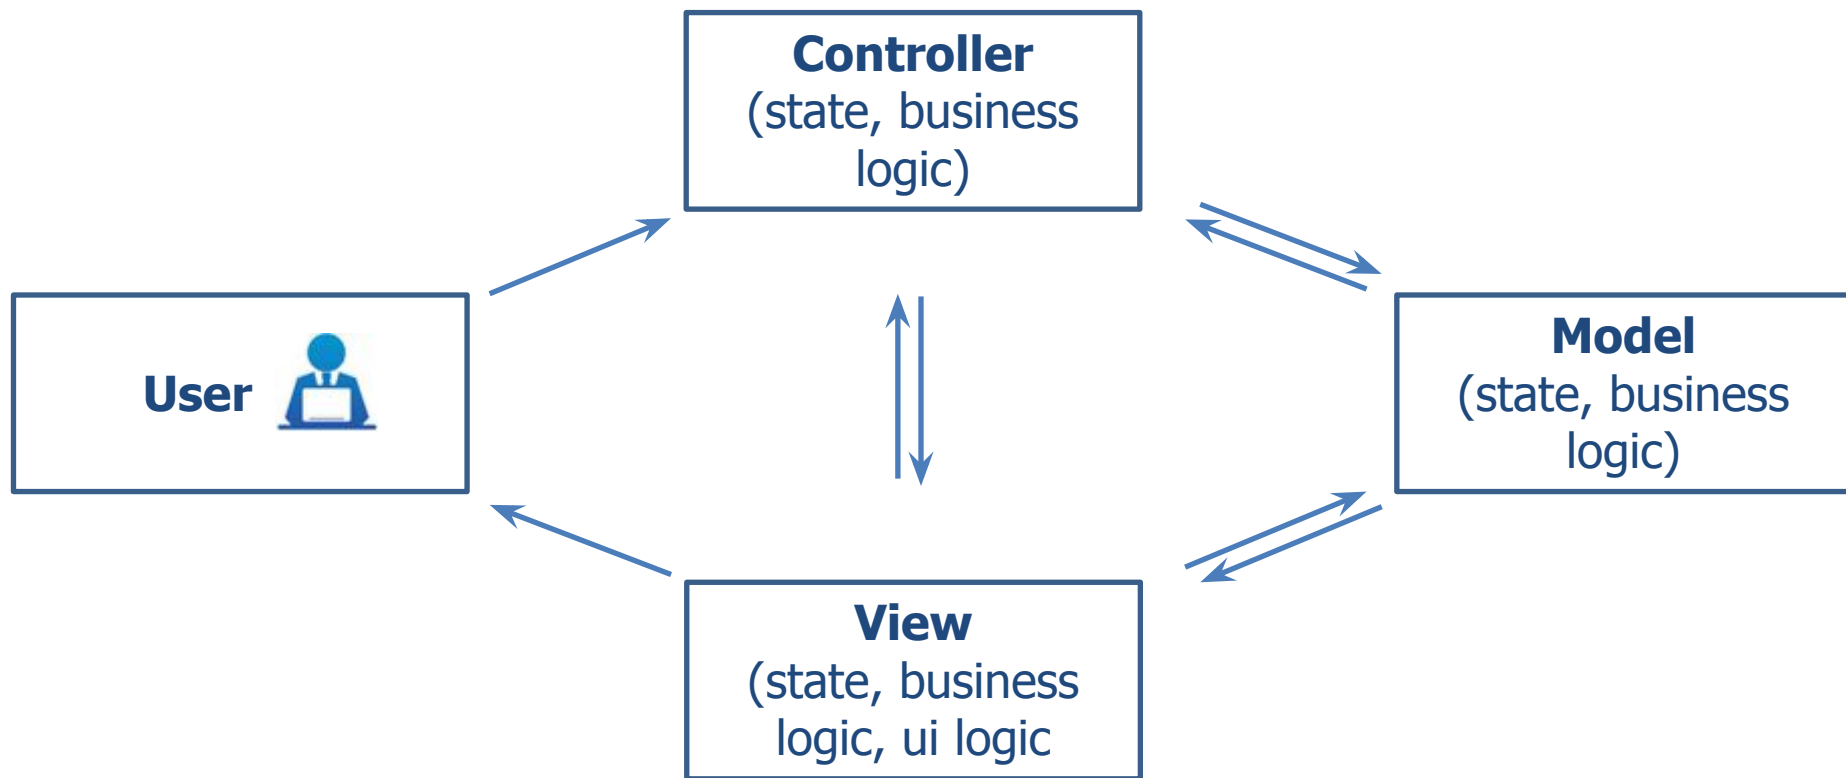 Controller
(state, business
logic)
User
Model
(state, business
logic)
View
(state, business
logic, ui logic